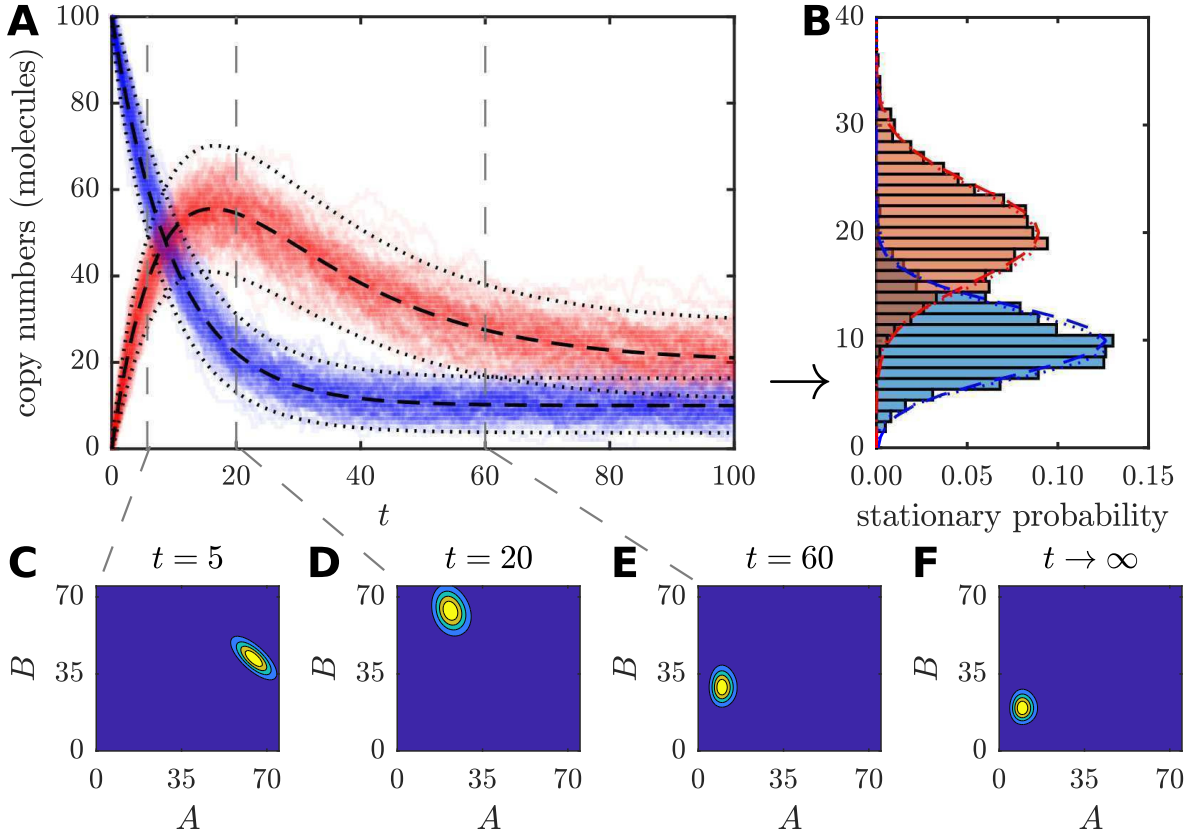 A
copy numbers (molecules)
100
80
60
40
20
0
0 20 40 60 80 100
t
B
40
30
20
10
0
0.00 0.05 0.10 0.15
stationary probability
C
t = 5
B
70
35
0
0 35 70
A
D
t = 20
B
70
35
0
0 35 70
A
E
t = 60
B
70
35
0
0 35 70
A
F
t → ∞
B
70
35
0
0 35 70
A